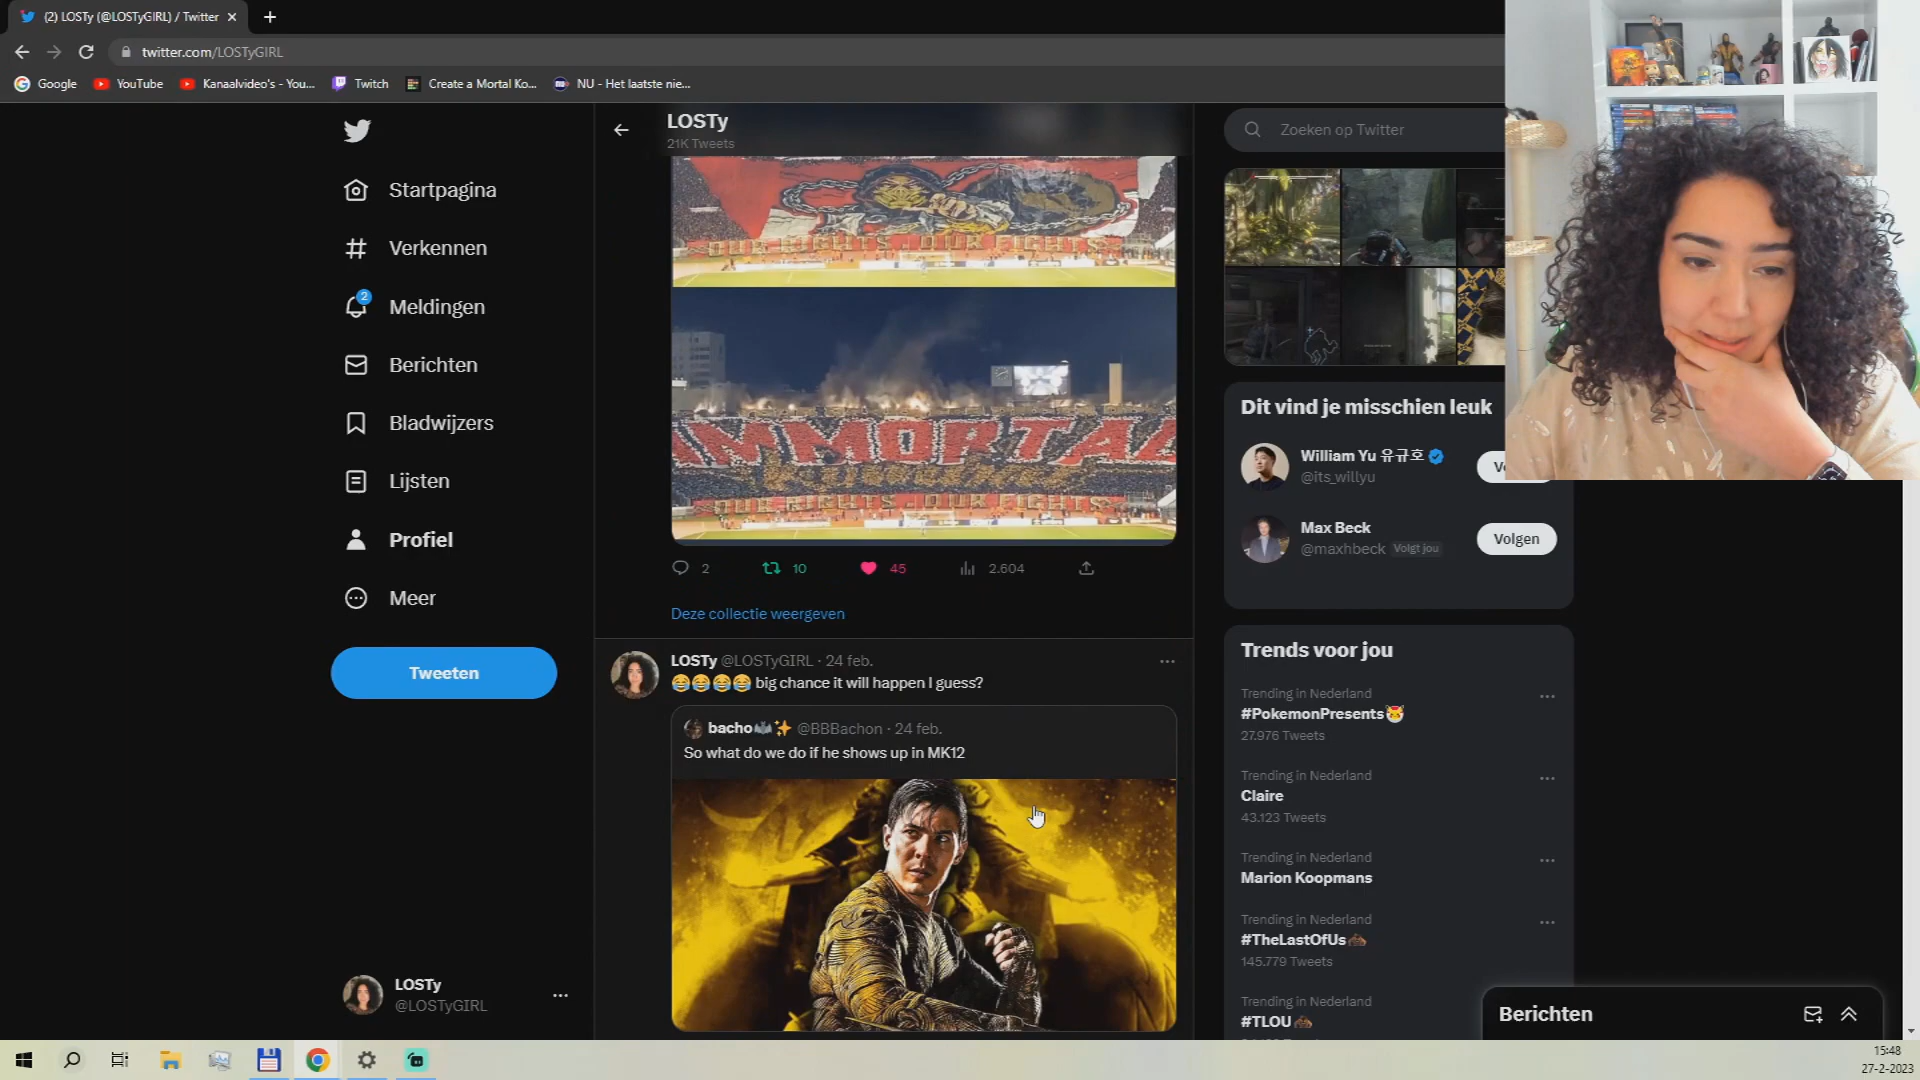 (2) LOSTy (@LOSTyGIRL) / Twitter
twitter.com/LOSTyGIRL
Google
YouTube
Kanaalvideo's - You...
Twitch
Create a Mortal Ko...
NU - Het laatste nie...
LOSTy
21K Tweets
Zoeken op Twitter
Startpagina
Verkennen
2
Meldingen
Berichten
Bladwijzers
Lijsten
Profiel
Meer
Tweeten
LOSTy
@LOSTyGIRL
OUR RIGHTS OUR FIGHTS
IMMORTAL
OUR RIGHTS OUR FIGHTS
2 10 45 2.604
Deze collectie weergeven
LOSTy @LOSTyGIRL · 24 feb.
😂😂😂😂 big chance it will happen I guess?
bacho🦇✨ @BBBachon · 24 feb.
So what do we do if he shows up in MK12
Dit vind je misschien leuk
William Yu 유규호
@its_willyu
Max Beck
@maxhbeck Volgt jou
Volgen
Trends voor jou
Trending in Nederland
#PokemonPresents
27.976 Tweets
Trending in Nederland
Claire
43.123 Tweets
Trending in Nederland
Marion Koopmans
Trending in Nederland
#TheLastOfUs
145.779 Tweets
Trending in Nederland
#TLOU
Berichten
15:48
27-2-2023